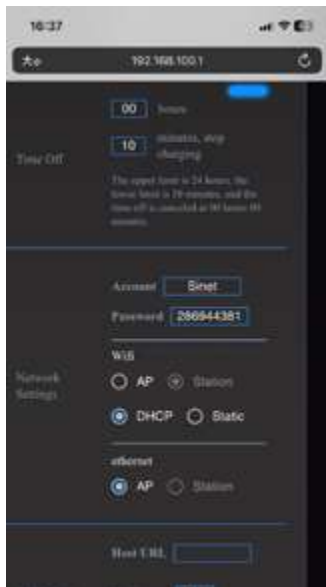 16:37
192.168.100.1
00 hours
10 minutes, stop
charging
Time Off
The upper limit is 24 hours, the
lower limit is 10 minutes, and the
time off is canceled at 00 hours 00
minutes.
Account Sinet
Password 286944381
Wifi
AP Station
Network
Settings
DHCP Static
ethernet
AP Station
Host URL